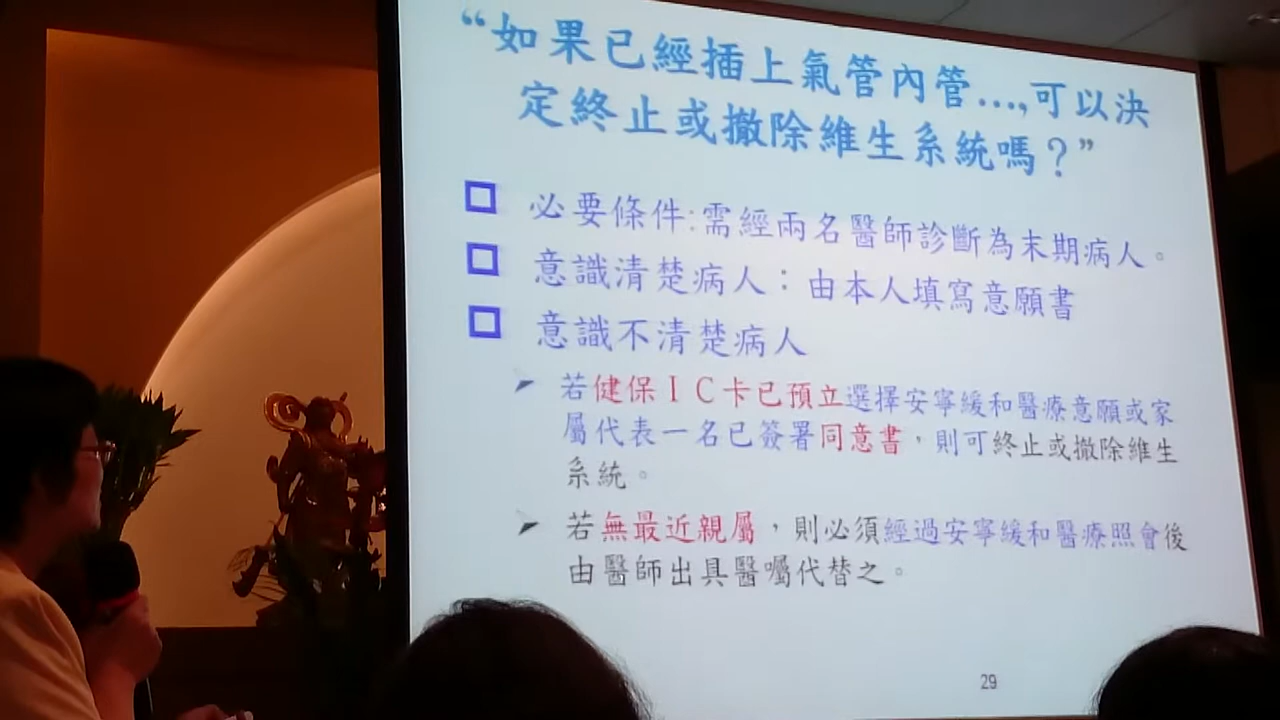 “如果已經插上氣管內管…,可以決
定終止或撤除維生系統嗎？”
必要條件:需經兩名醫師診斷為末期病人。
意識清楚病人：由本人填寫意願書
意識不清楚病人
若健保ＩＣ卡已預立選擇安寧緩和醫療意願或家
屬代表一名已簽署同意書，則可終止或撤除維生
系統。
若無最近親屬，則必須經過安寧緩和醫療照會後
由醫師出具醫囑代替之。
29